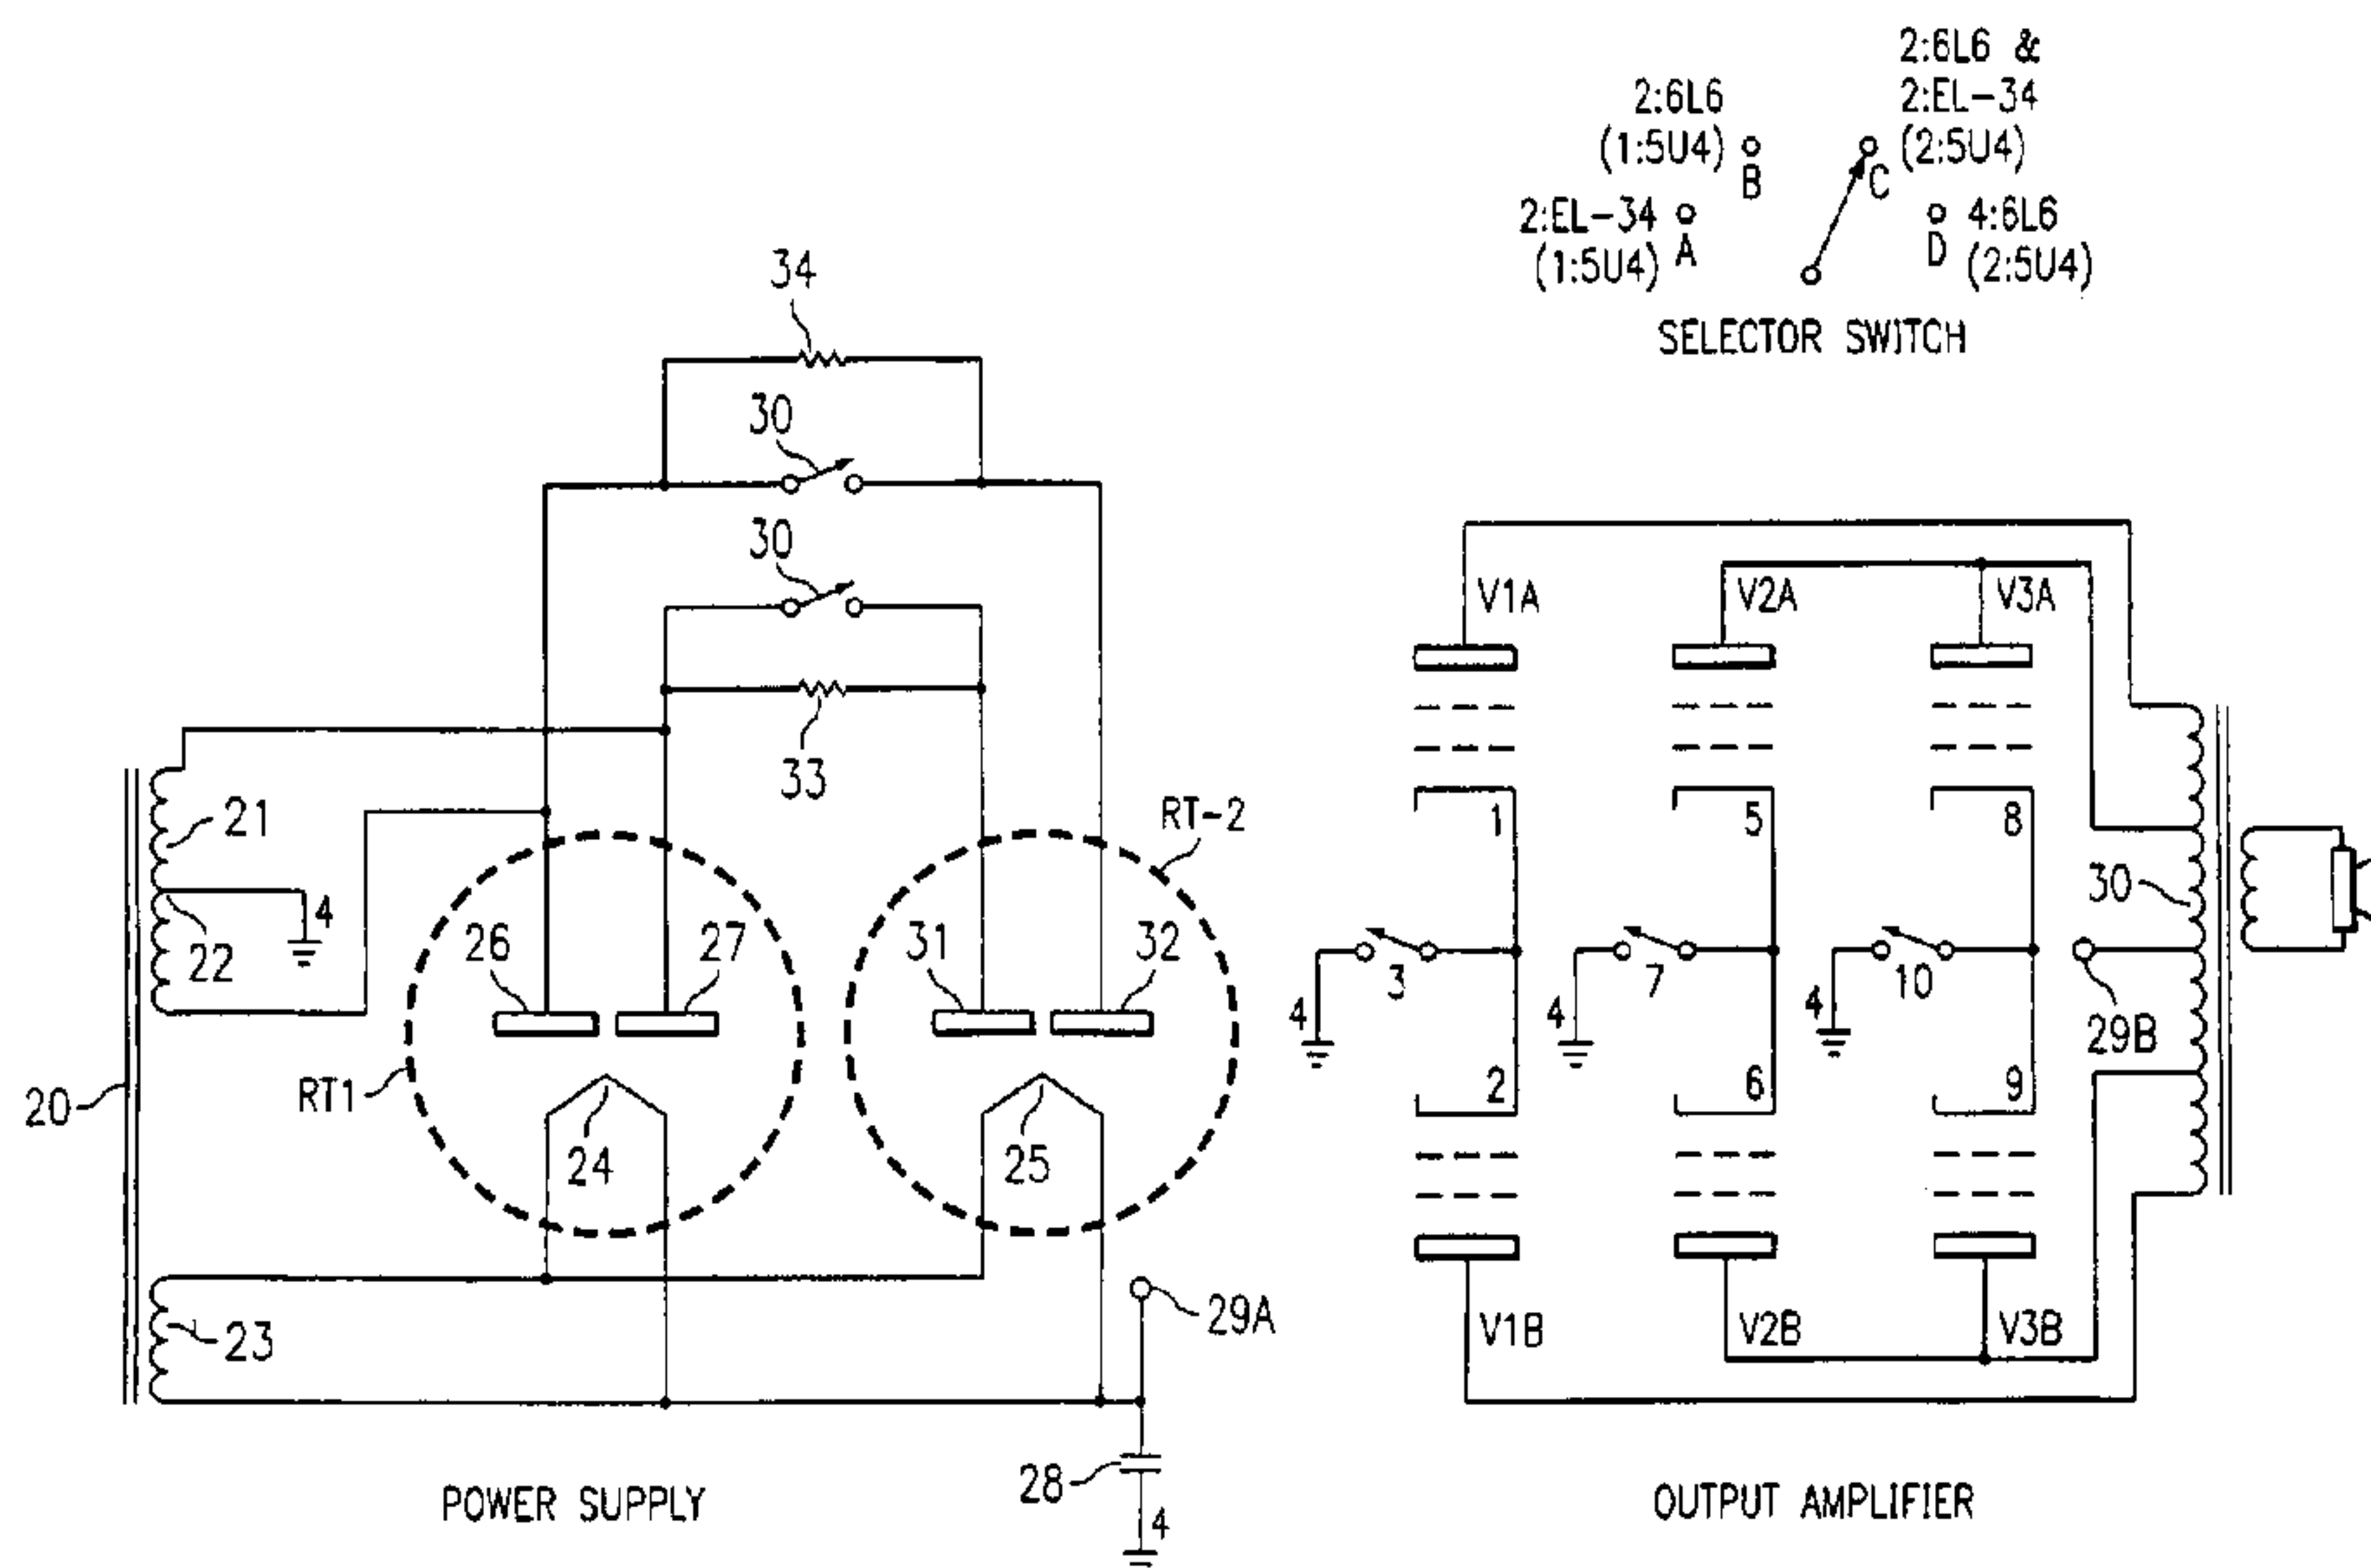 2:6L6 &
2:EL-34
(2:5U4)
2:6L6
(1:5U4)
B
C
2:EL-34
(1:5U4)
A
D
4:6L6
(2:5U4)
SELECTOR SWITCH
34
30
30
33
21
22
4
20
23
26
27
31
32
RT1
RT-2
24
25
29A
28
4
POWER SUPPLY
V1A
V2A
V3A
1
5
8
3
7
10
4
4
4
2
6
9
30
29B
V1B
V2B
V3B
OUTPUT AMPLIFIER